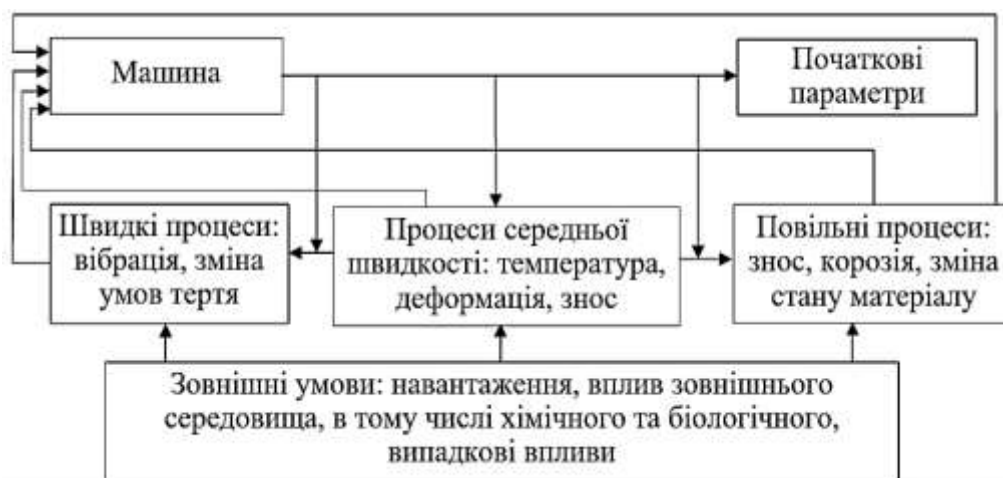 Машина
Початкові
параметри
Швидкі процеси:
вібрація, зміна
умов тертя
Процеси середньої
швидкості: температура,
деформація, знос
Повільні процеси:
знос, корозія, зміна
стану матеріалу
Зовнішні умови: навантаження, вплив зовнішнього
середовища, в тому числі хімічного та біологічного,
випадкові впливи